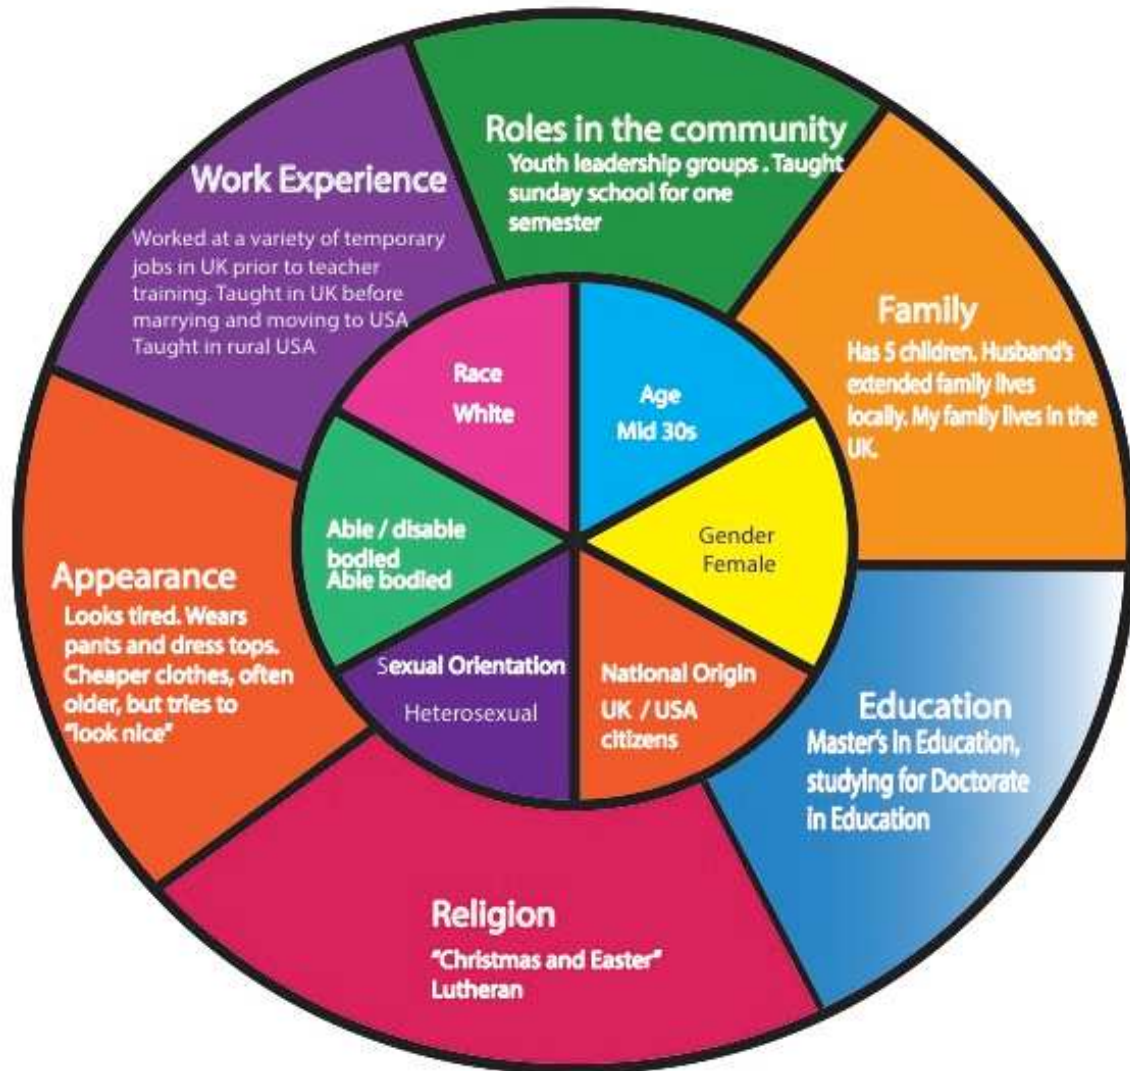 Roles in the community
Youth leadership groups . Taught
sunday school for one
semester
Family
Has 5 children. Husband's
extended family lives
locally. My family lives in the
UK.
Education
Master's in Education,
studying for Doctorate
in Education
Religion
"Christmas and Easter"
Lutheran
Appearance
Looks tired. Wears
pants and dress tops.
Cheaper clothes, often
older, but tries to
"look nice"
Work Experience
Worked at a variety of temporary
jobs in UK prior to teacher
training. Taught in UK before
marrying and moving to USA
Taught in rural USA
Race
White
Age
Mid 30s
Gender
Female
National Origin
UK / USA
citizens
Sexual Orientation
Heterosexual
Able / disable
bodied
Able bodied